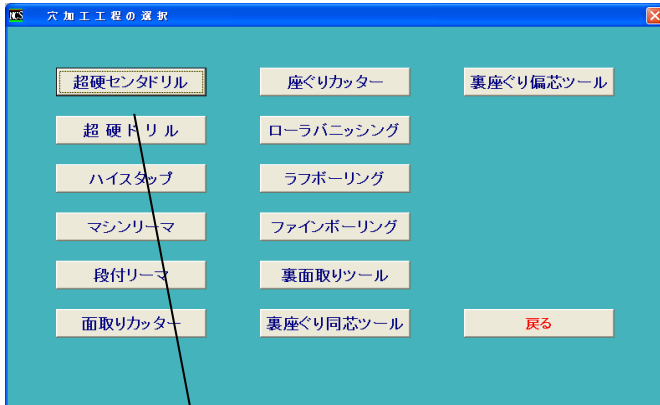 NCS 穴加工工程の選択
超硬センタドリル
超硬ドリル
ハイスタップ
マシンリーマ
段付リーマ
面取りカッター
座ぐりカッター
ローラバニッシング
ラフボーリング
ファインボーリング
裏面取りツール
裏座ぐり同芯ツール
裏座ぐり偏芯ツール
戻る